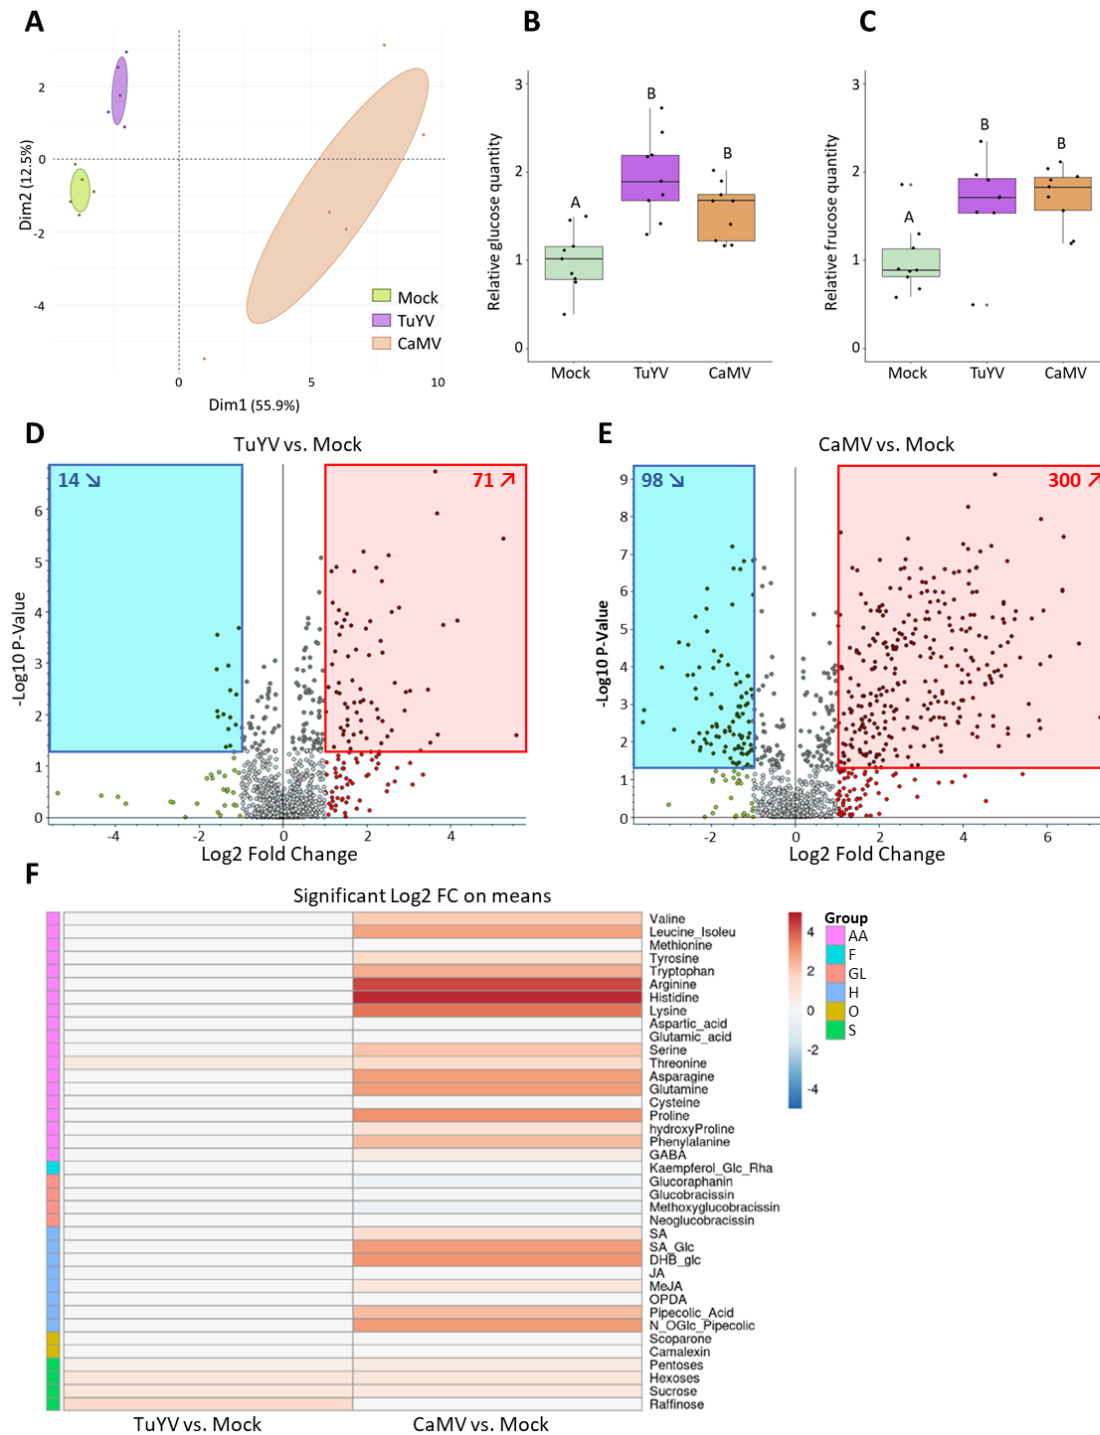 A
B
C
2
0
-2
-4
Dim2 (12.5%)
0
5
10
Dim1 (55.9%)
Mock
TuYV
CaMV
3
2
1
0
Relative glucose quantity
A
B
B
Mock
TuYV
CaMV
3
2
1
0
Relative frucose quantity
A
B
B
Mock
TuYV
CaMV
D
TuYV vs. Mock
14 ↘
71 ↗
6
5
4
3
2
1
0
-Log10 P-Value
-4
-2
0
2
4
Log2 Fold Change
E
CaMV vs. Mock
98 ↘
300 ↗
9
8
7
6
5
4
3
2
1
0
-Log10 P-Value
-2
0
2
4
6
Log2 Fold Change
F
Significant Log2 FC on means
Valine
Leucine_Isoleu
Methionine
Tyrosine
Tryptophan
Arginine
Histidine
Lysine
Aspartic_acid
Glutamic_acid
Serine
Threonine
Asparagine
Glutamine
Cysteine
Proline
hydroxyProline
Phenylalanine
GABA
Kaempferol_Glc_Rha
Glucoraphanin
Glucobracissin
Methoxyglucobracissin
Neoglucobracissin
SA
SA_Glc
DHB_glc
JA
MeJA
OPDA
Pipecolic_Acid
N_OGlc_Pipecolic
Scoparone
Camalexin
Pentoses
Hexoses
Sucrose
Raffinose
4
2
0
-2
-4
Group
AA
F
GL
H
O
S
TuYV vs. Mock
CaMV vs. Mock